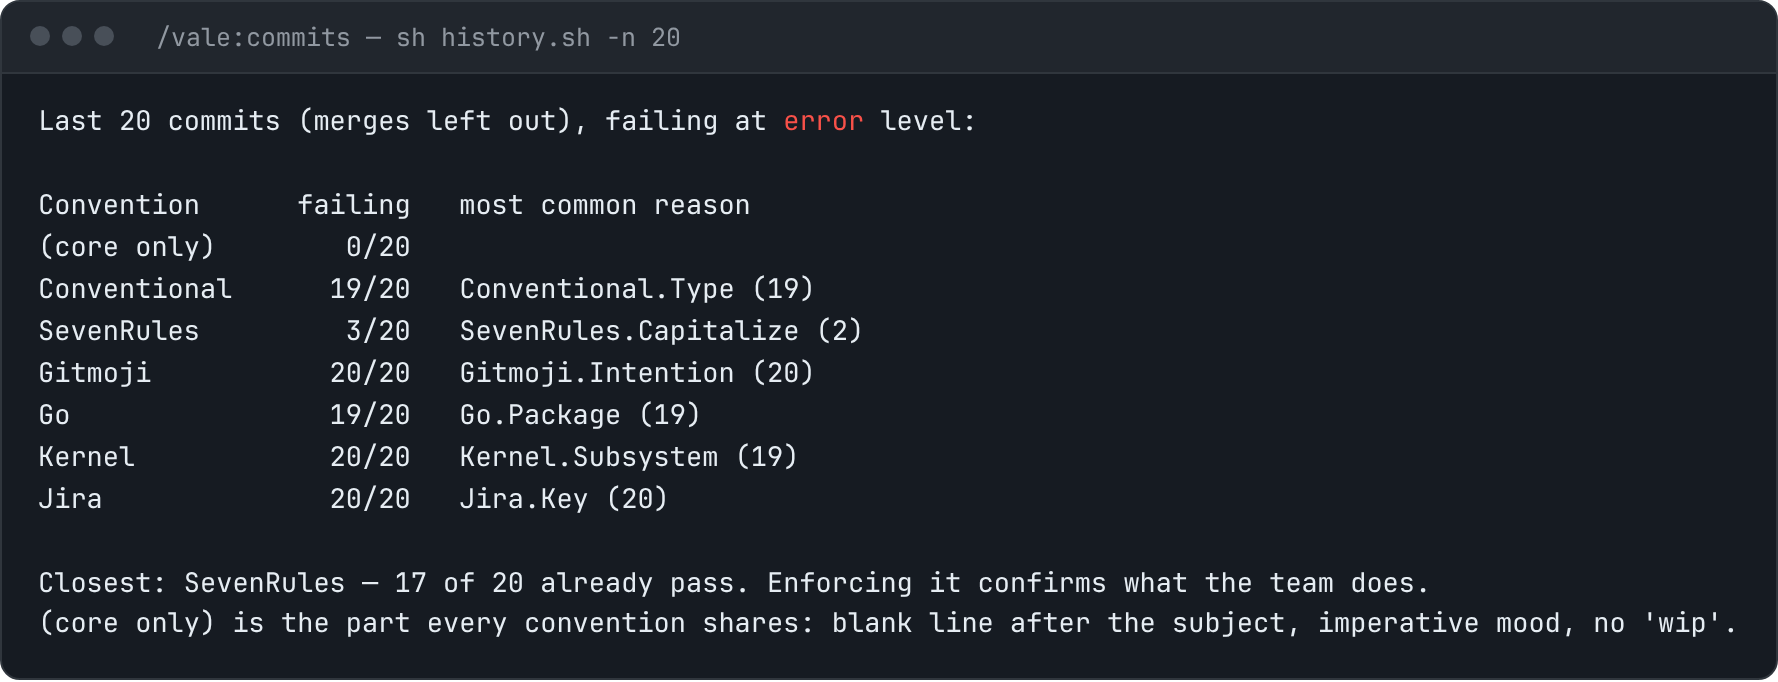 /vale:commits — sh history.sh -n 20
Last 20 commits (merges left out), failing at error level:
Convention failing most common reason
(core only) 0/20
Conventional 19/20 Conventional.Type (19)
SevenRules 3/20 SevenRules.Capitalize (2)
Gitmoji 20/20 Gitmoji.Intention (20)
Go 19/20 Go.Package (19)
Kernel 20/20 Kernel.Subsystem (19)
Jira 20/20 Jira.Key (20)
Closest: SevenRules — 17 of 20 already pass. Enforcing it confirms what the team does.
(core only) is the part every convention shares: blank line after the subject, imperative mood, no 'wip'.